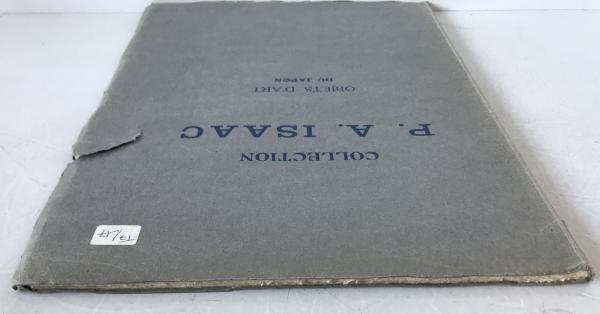 COLLECTION
P. A. ISAAC
OBJETS D'ART
DU JAPON